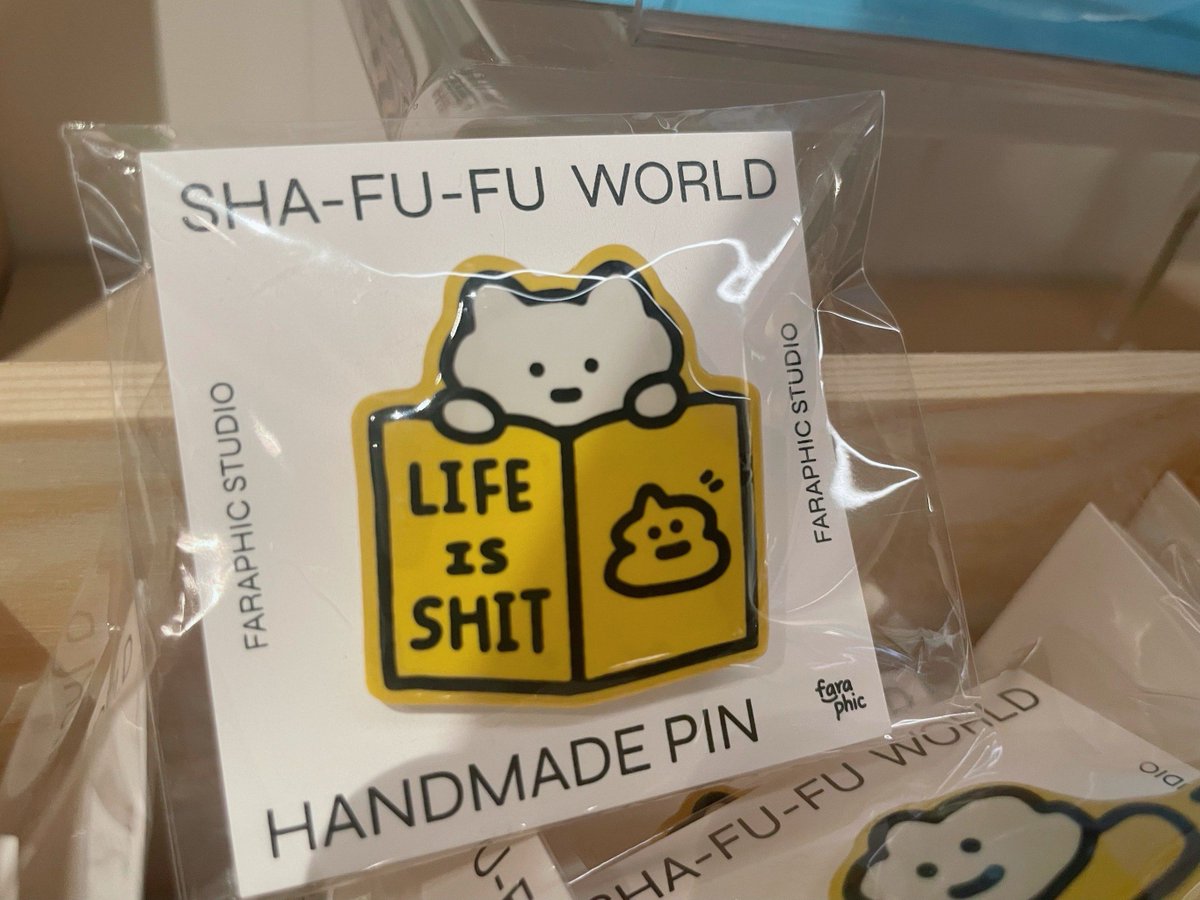 SHA-FU-FU WORLD
FARAPHIC STUDIO
FARAPHIC STUDIO
LIFE
IS
SHIT
fara
phic
HANDMADE PIN
SHA-FU-FU WORLD